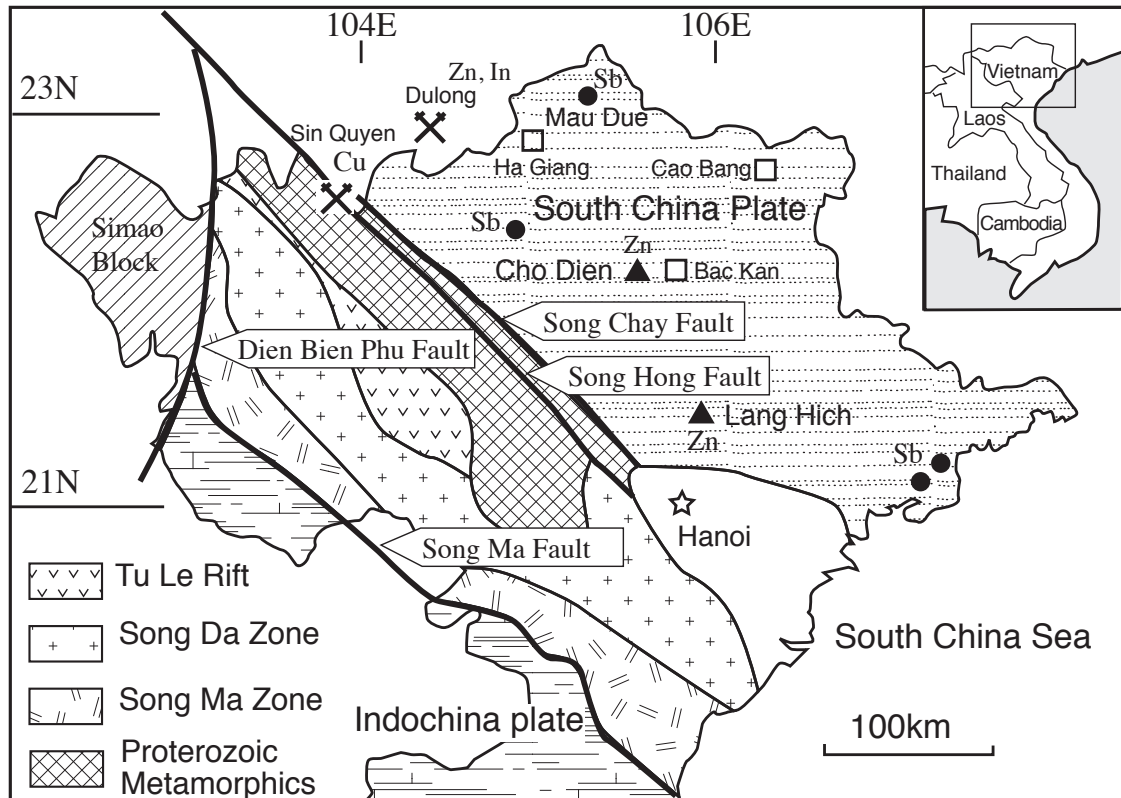 104E
106E
23N
Zn, In
Dulong
Sb
Mau Due
Sin Quyen
Cu
Ha Giang
Cao Bang
South China Plate
Sb
Zn
Cho Dien
Bac Kan
Simao
Block
Song Chay Fault
Dien Bien Phu Fault
Song Hong Fault
Lang Hich
Zn
Sb
21N
Hanoi
Song Ma Fault
South China Sea
Indochina plate
100km
Tu Le Rift
Song Da Zone
Song Ma Zone
Proterozoic
Metamorphics
Vietnam
Laos
Thailand
Cambodia